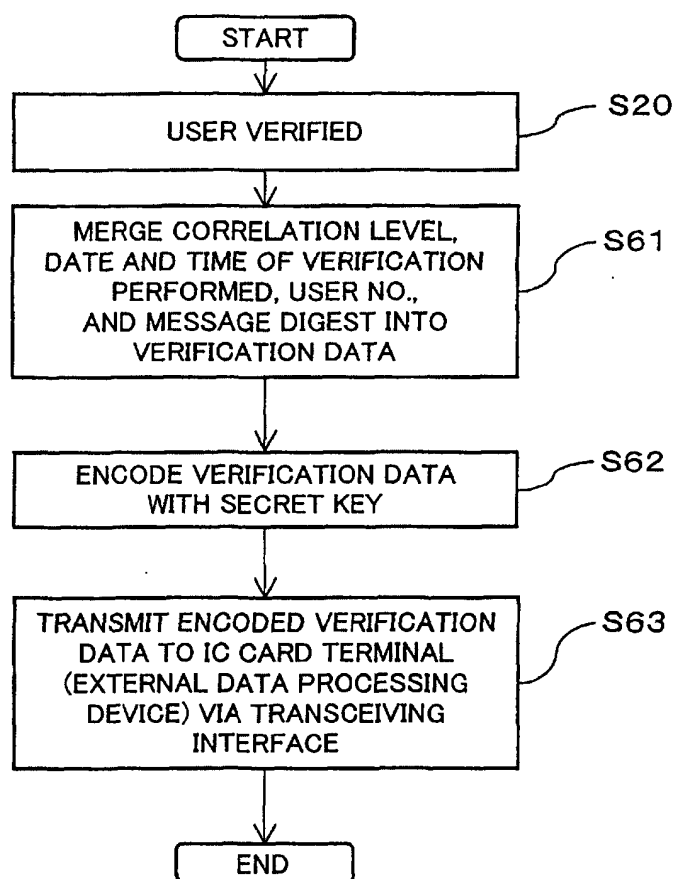 START
USER VERIFIED
S20
MERGE CORRELATION LEVEL,
DATE AND TIME OF VERIFICATION
PERFORMED, USER NO.,
AND MESSAGE DIGEST INTO
VERIFICATION DATA
S61
ENCODE VERIFICATION DATA
WITH SECRET KEY
S62
TRANSMIT ENCODED VERIFICATION
DATA TO IC CARD TERMINAL
(EXTERNAL DATA PROCESSING
DEVICE) VIA TRANSCEIVING
INTERFACE
S63
END